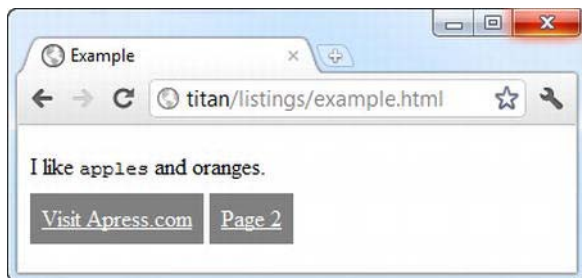 Example
titan/listings/example.html
I like apples and oranges.
Visit Apress.com Page 2